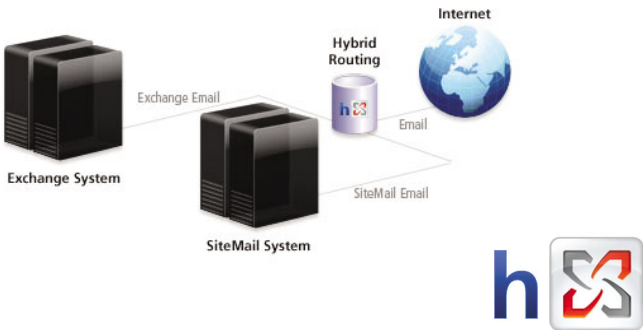 Internet
Hybrid
Routing
Exchange Email
h
Email
Exchange System
SiteMail Email
SiteMail System
h